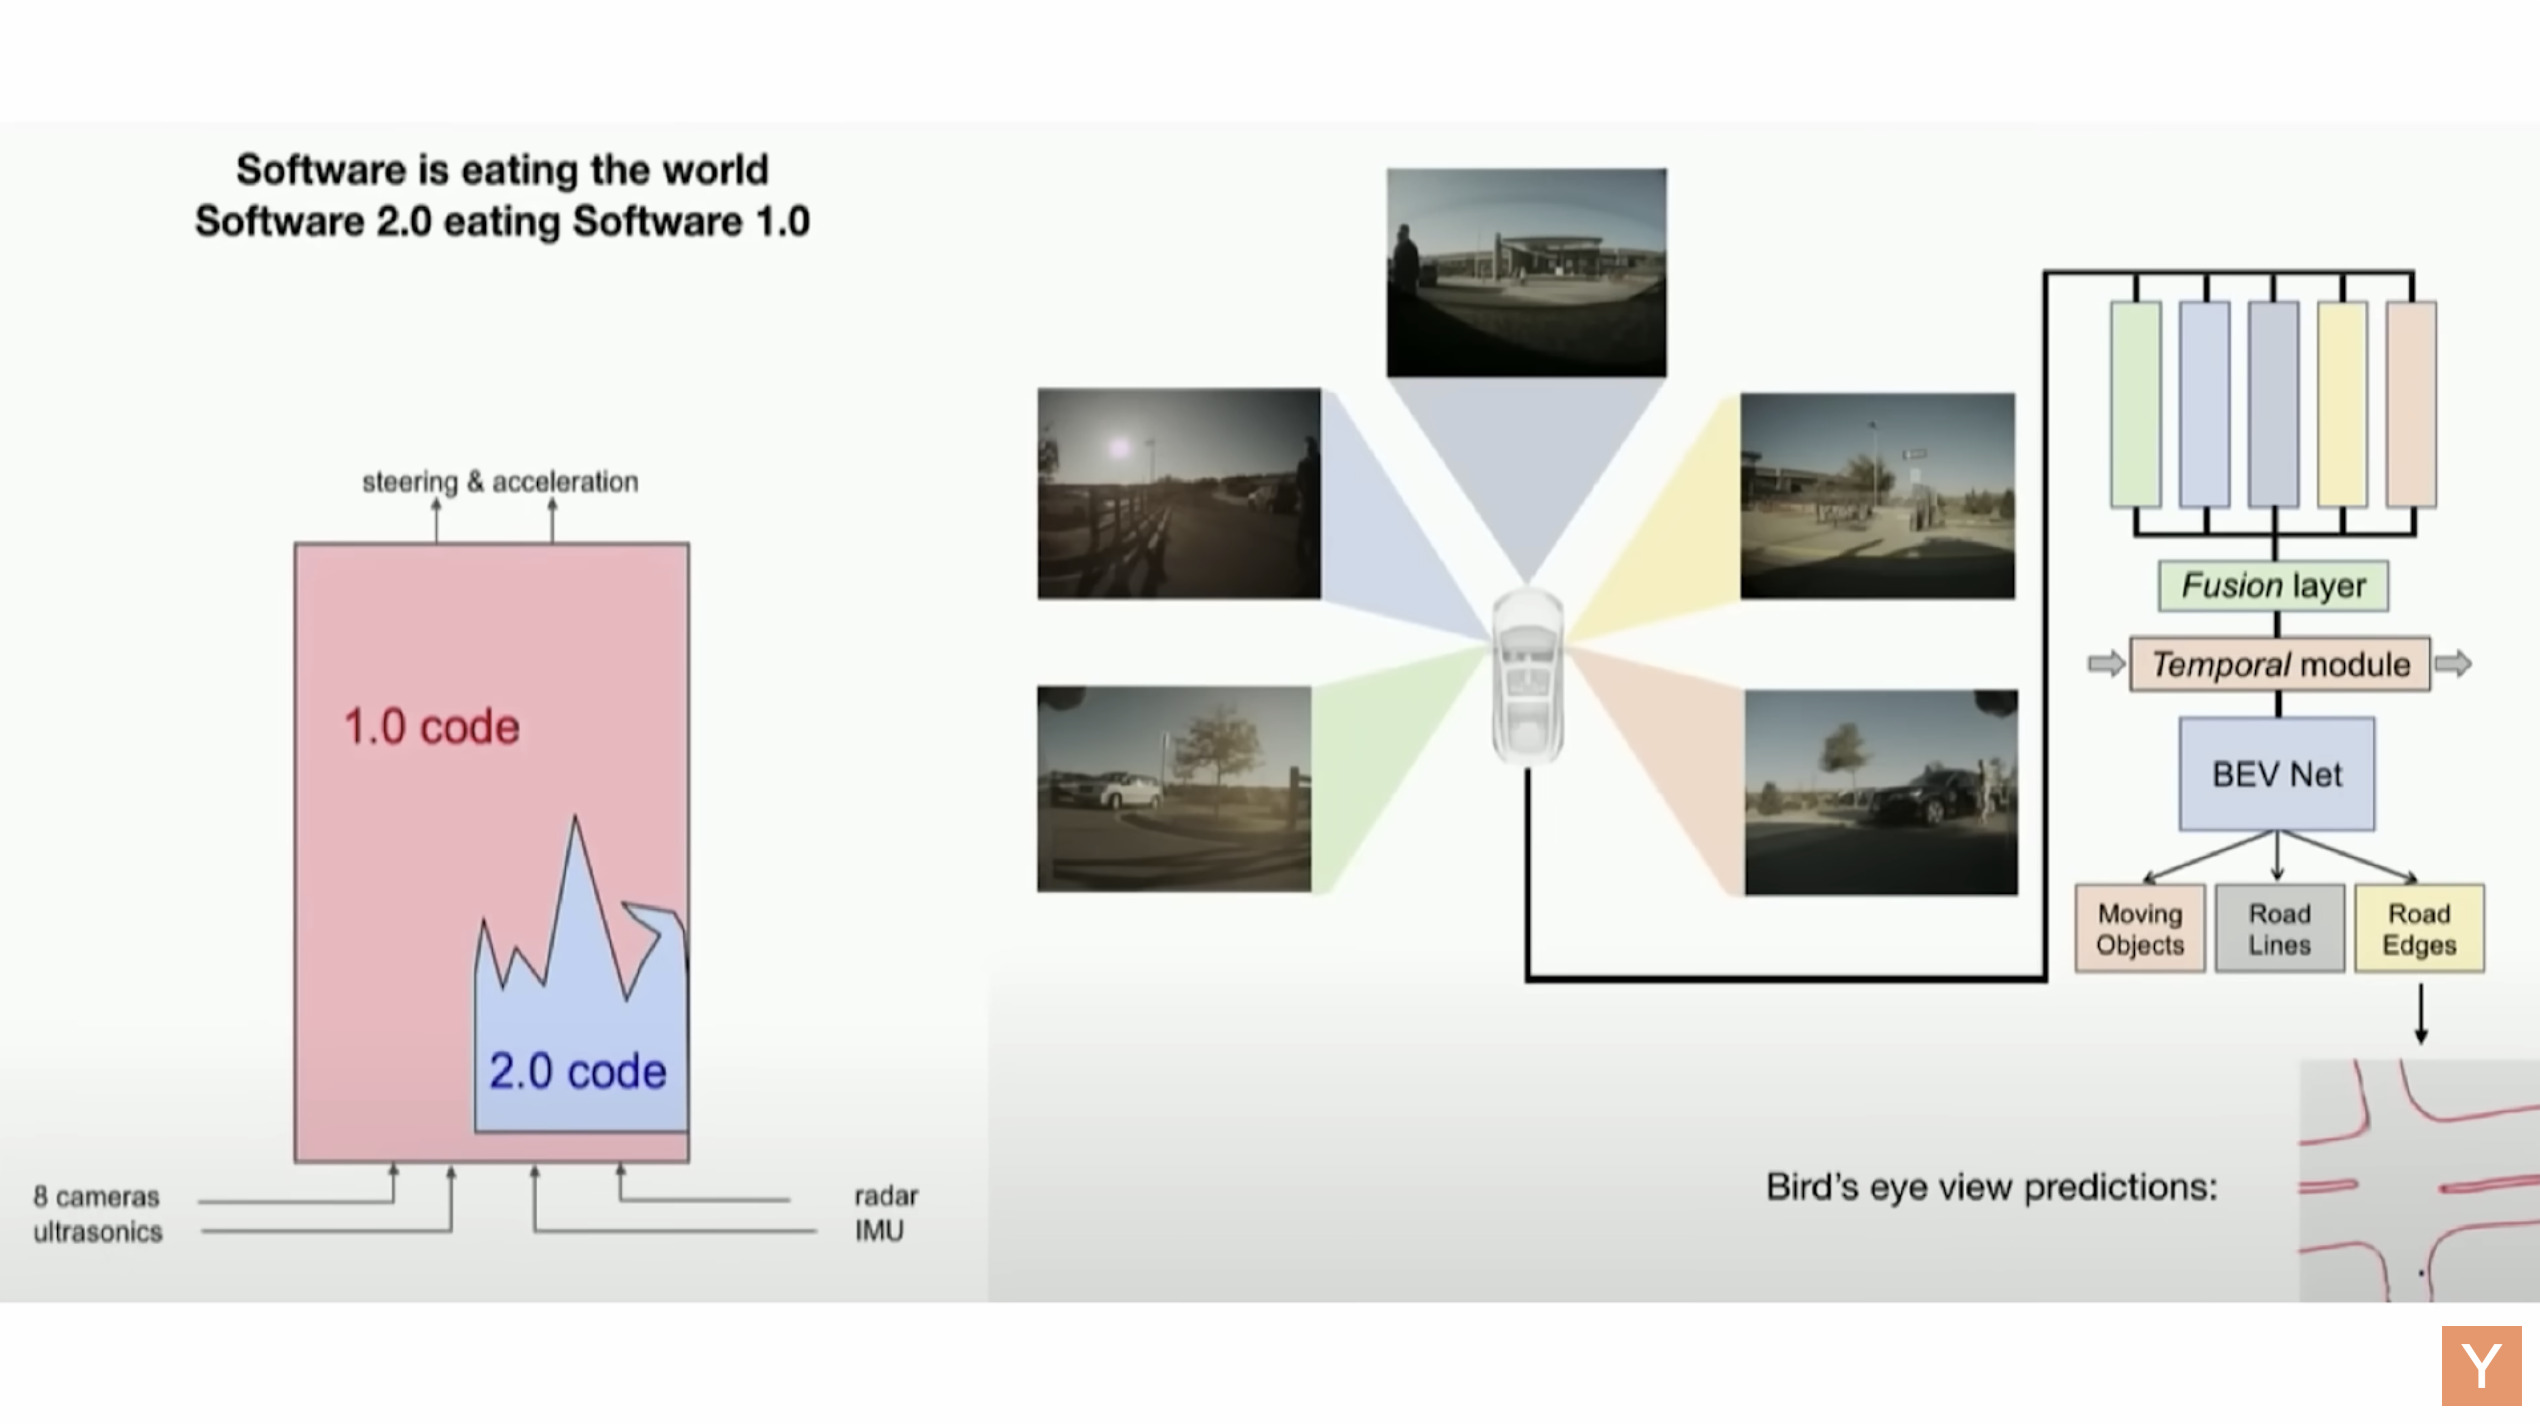 Software is eating the world
Software 2.0 eating Software 1.0
steering & acceleration
1.0 code
2.0 code
8 cameras
ultrasonics
radar
IMU
Fusion layer
Temporal module
BEV Net
Moving
Objects
Road
Lines
Road
Edges
Bird's eye view predictions:
Y